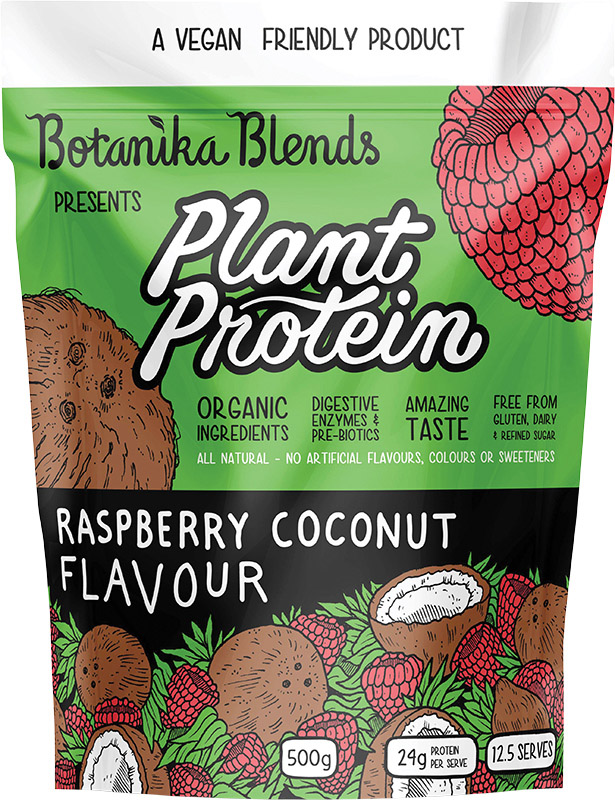 A VEGAN FRIENDLY PRODUCT
Botanika Blends
PRESENTS
Plant
Protein
ORGANIC
INGREDIENTS
DIGESTIVE
ENZYMES &
PRE-BIOTICS
AMAZING
TASTE
FREE FROM
GLUTEN, DAIRY
& REFINED SUGAR
ALL NATURAL - NO ARTIFICIAL FLAVOURS, COLOURS OR SWEETENERS
RASPBERRY COCONUT
FLAVOUR
500g
24g PROTEIN
PER SERVE
12.5 SERVES